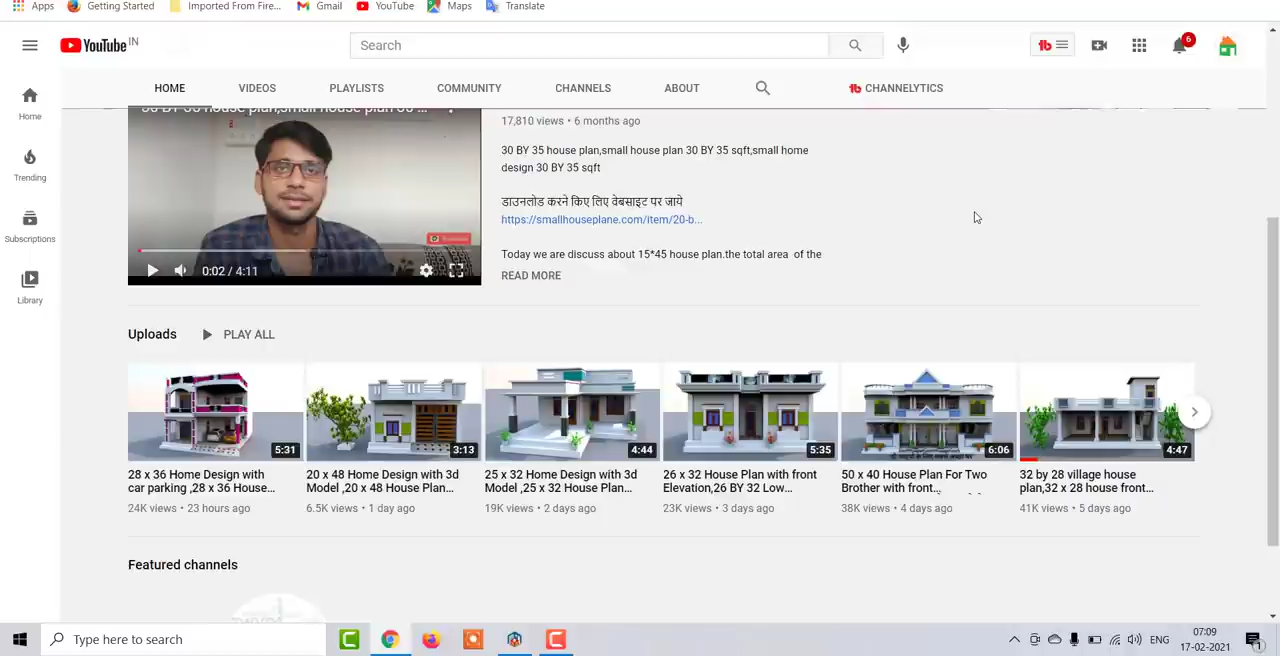 Apps Getting Started Imported From Fire... Gmail YouTube Maps Translate
YouTube IN
Search
6
HOME VIDEOS PLAYLISTS COMMUNITY CHANNELS ABOUT CHANNELYTICS
Home
Trending
Subscriptions
Library
0:02 / 4:11
17,810 views • 6 months ago
30 BY 35 house plan,small house plan 30 BY 35 sqft,small home
design 30 BY 35 sqft
डाउनलोड करने किए लिए वेबसाइट पर जाये
https://smallhouseplane.com/item/20-b...
Today we are discuss about 15*45 house plan.the total area of the
READ MORE
Uploads PLAY ALL
5:31
3:13
4:44
5:35
6:06
4:47
28 x 36 Home Design with
car parking ,28 x 36 House...
24K views • 23 hours ago
20 x 48 Home Design with 3d
Model ,20 x 48 House Plan...
6.5K views • 1 day ago
25 x 32 Home Design with 3d
Model ,25 x 32 House Plan...
19K views • 2 days ago
26 x 32 House Plan with front
Elevation,26 BY 32 Low...
23K views • 3 days ago
50 x 40 House Plan For Two
Brother with front...
38K views • 4 days ago
32 by 28 village house
plan,32 x 28 house front...
41K views • 5 days ago
Featured channels
Type here to search
ENG
07:09
17-02-2021
1